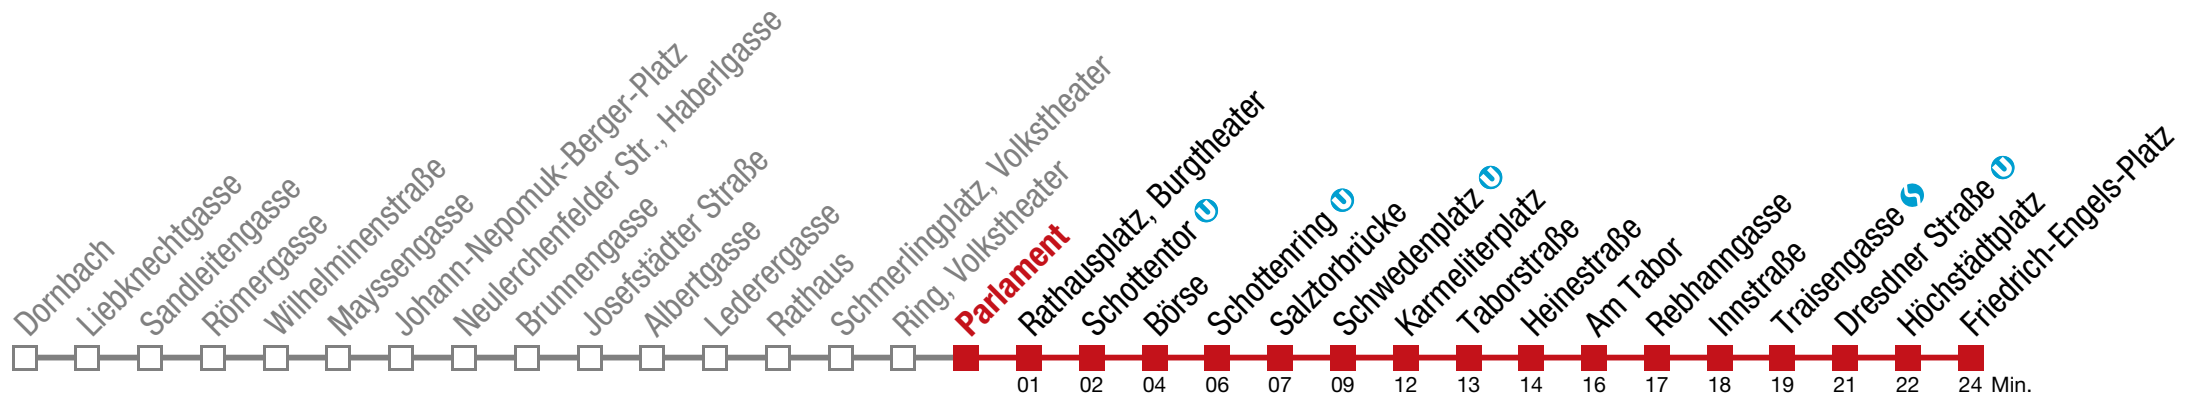 Dornbach
Liebknechtgasse
Sandleitengasse
Römergasse
Wilhelminenstraße
Mayssengasse
Johann-Nepomuk-Berger-Platz
Neulerchenfelder Str., Haberlgasse
Brunnengasse
Josefstädter Straße
Albertgasse
Lederergasse
Rathaus
Schmerlingplatz, Volkstheater
Ring, Volkstheater
Parlament
Rathausplatz, Burgtheater
Schottentor U
Börse
Schottenring U
Salztorbrücke
Schwedenplatz U
Karmeliterplatz
Taborstraße
Heinestraße
Am Tabor
Rebhanngasse
Innstraße
Traisengasse S
Dresdner Straße U
Höchstädtplatz
Friedrich-Engels-Platz
01 02 04 06 07 09 12 13 14 16 17 18 19 21 22 24 Min.